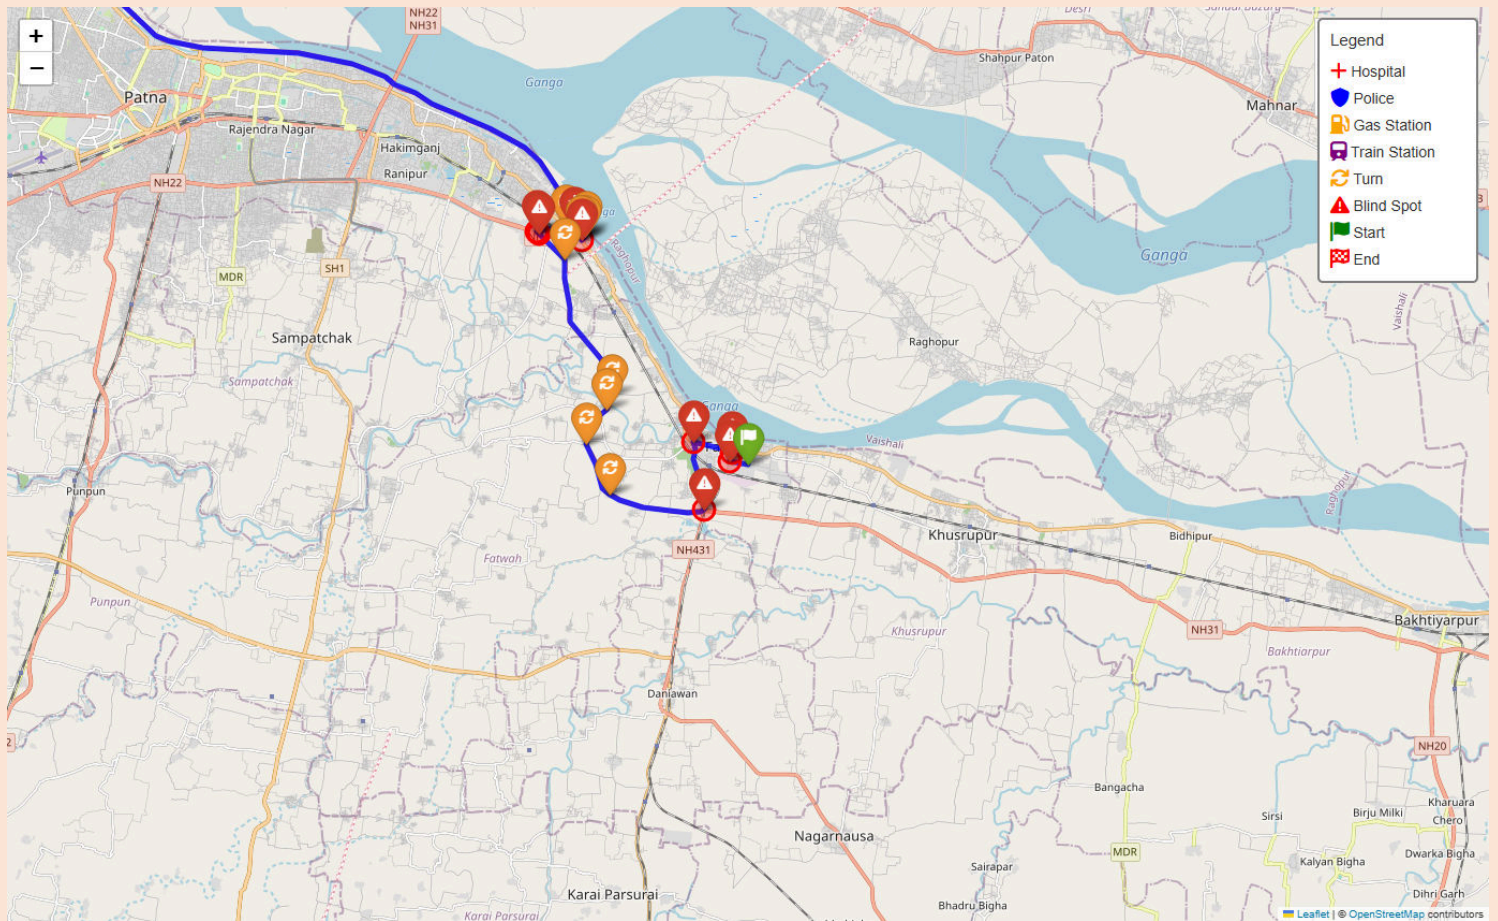 +
−
NH22
NH31
Desri
Ganga
Shahpur Paton
Mahnar
Patna
Rajendra Nagar
Hakimganj
Ranipur
NH22
Legend
Hospital
Police
Gas Station
Train Station
Turn
Blind Spot
Start
End
Raghopur
Ganga
SH1
MDR
Vaishali
Sampatchak
Raghopur
Sampatchak
Ganga
Vaishali
Punpun
Raghopur
Khusrupur
Bidhipur
NH431
Fatwah
Punpun
Khusrupur
NH31
Bakhtiyarpur
Bakhtiarpur
Daniawan
NH20
Bangacha
Sirsi
Birju Milki
Kharuara
Chero
Nagarnausa
MDR
Kalyan Bigha
Dwarka Bigha
Sairapar
Karai Parsurai
Dihri Garh
Bhadru Bigha
Karai Parsurai
Leaflet | © OpenStreetMap contributors